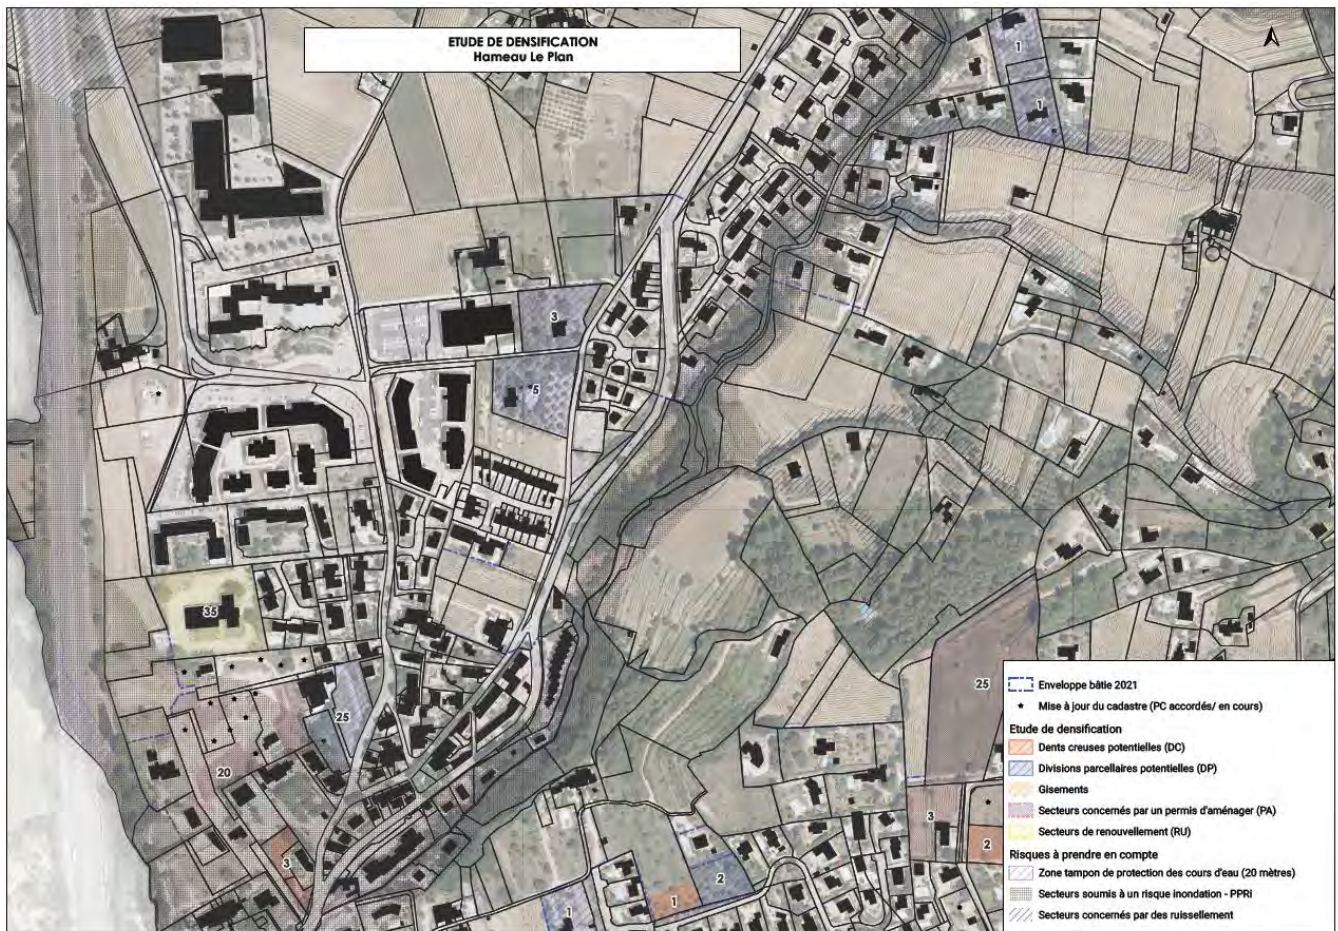 ETUDE DE DENSIFICATION
Hameau Le Plan
1
1
3
5
35
25
20
3
25
3
2
2
1
1
Enveloppe bâtie 2021
Mise à jour du cadastre (PC accordés/ en cours)
Etude de densification
Dents creuses potentielles (DC)
Divisions parcellaires potentielles (DP)
Gisements
Secteurs concernés par un permis d'aménager (PA)
Secteurs de renouvellement (RU)
Risques à prendre en compte
Zone tampon de protection des cours d'eau (20 mètres)
Secteurs soumis à un risque inondation - PPRi
Secteurs concernés par des ruissellement